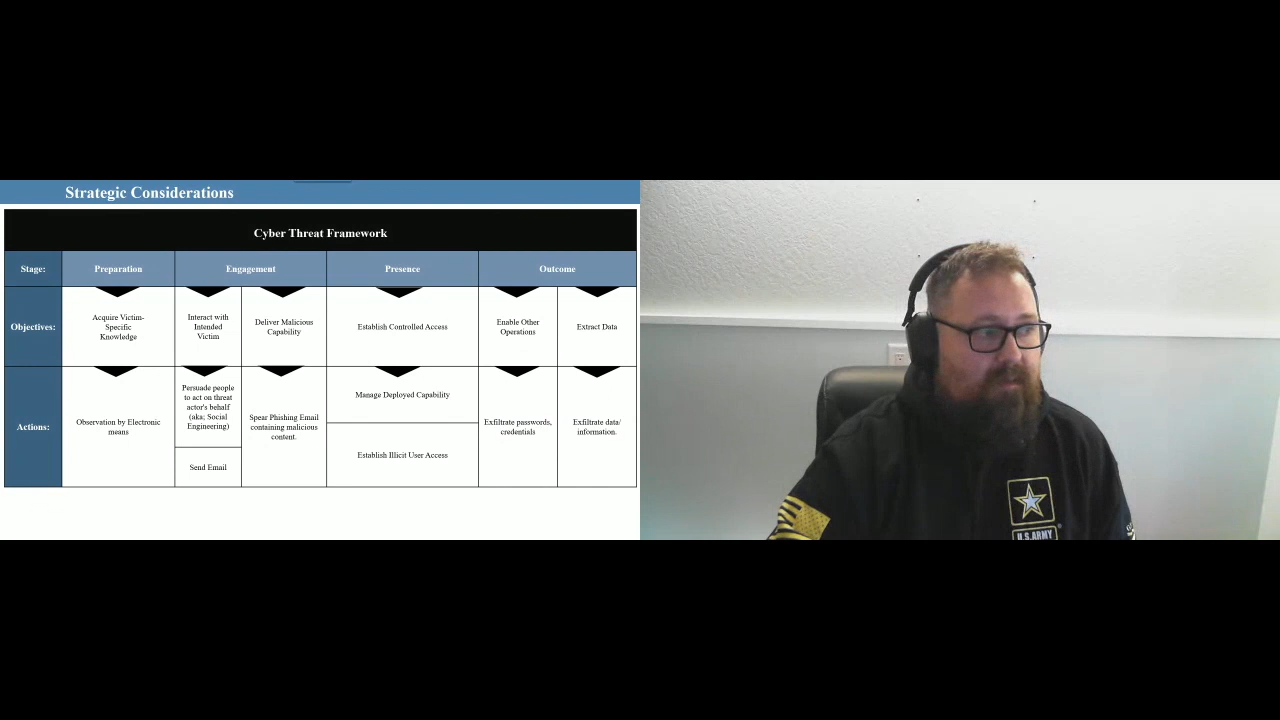 Strategic Considerations
Cyber Threat Framework
Stage:
Preparation
Engagement
Presence
Outcome
Objectives:
Acquire Victim-
Specific
Knowledge
Interact with
Intended
Victim
Deliver Malicious
Capability
Establish Controlled Access
Enable Other
Operations
Extract Data
Actions:
Observation by Electronic
means
Persuade people
to act on threat
actor's behalf
(aka; Social
Engineering)
Send Email
Spear Phishing Email
containing malicious
content.
Manage Deployed Capability
Establish Illicit User Access
Exfiltrate passwords,
credentials
Exfiltrate data/
information.
U.S.ARMY